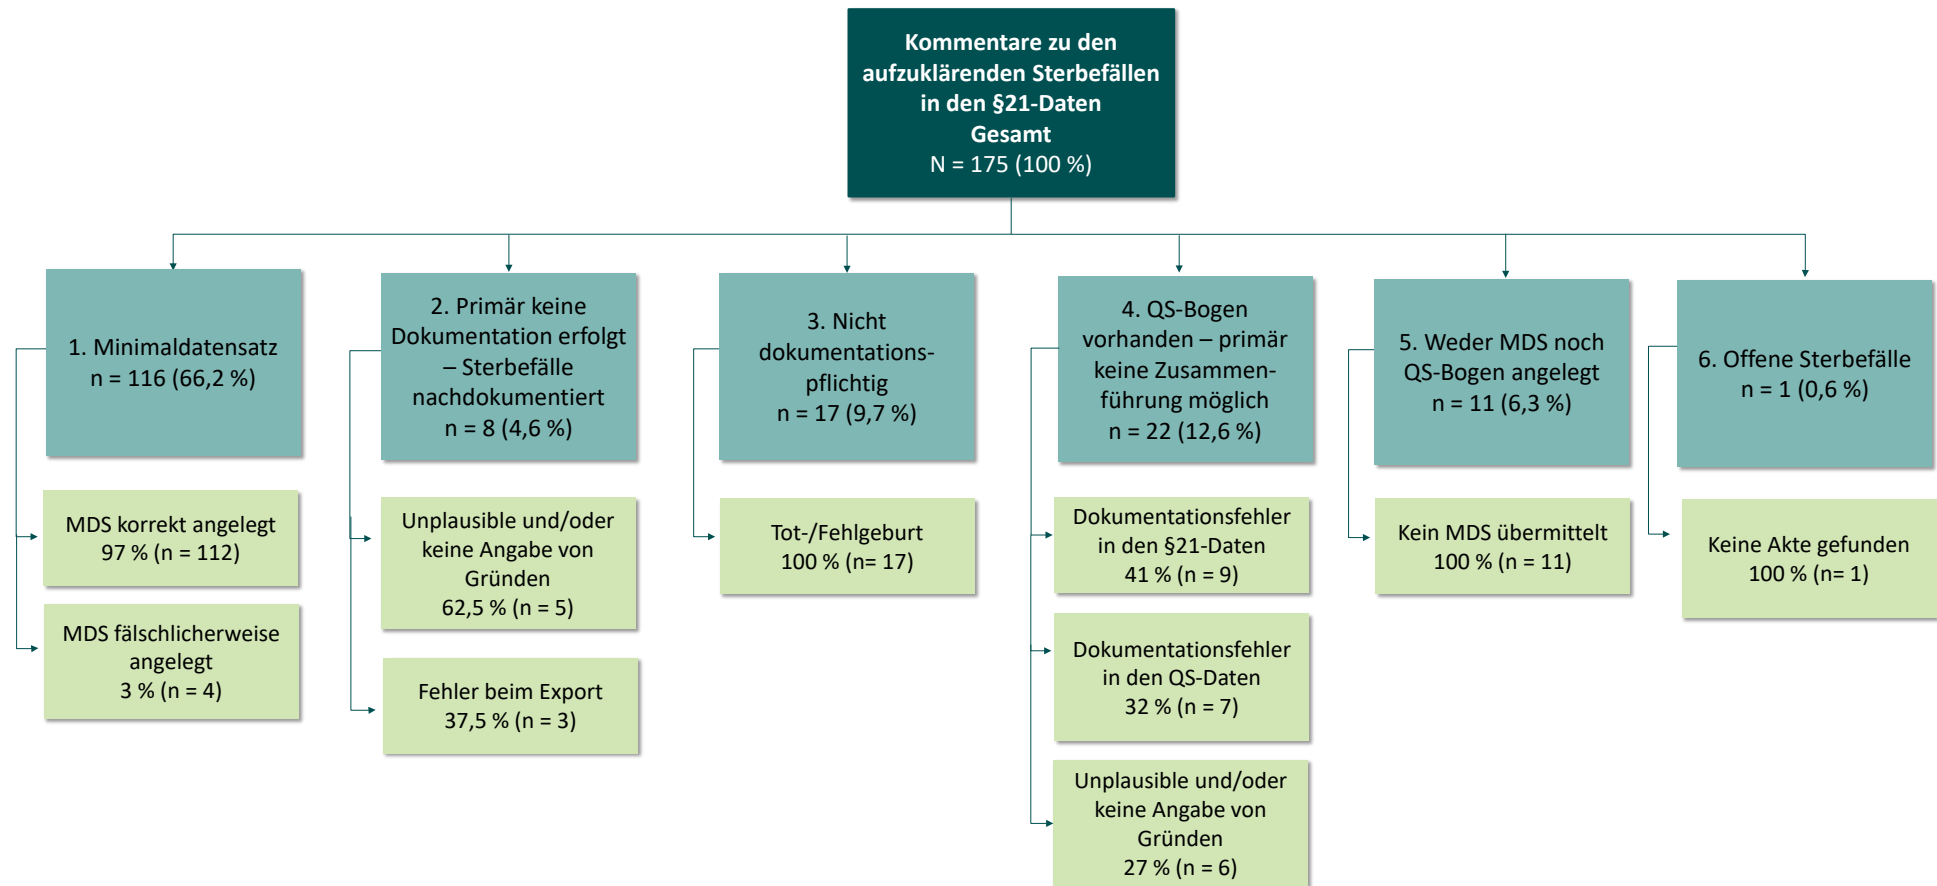 Kommentare zu den
aufzuklärenden Sterbefällen
in den §21-Daten
Gesamt
N = 175 (100 %)
1. Minimaldatensatz
n = 116 (66,2 %)
2. Primär keine
Dokumentation erfolgt
– Sterbefälle
nachdokumentiert
n = 8 (4,6 %)
3. Nicht
dokumentations-
pflichtig
n = 17 (9,7 %)
4. QS-Bogen
vorhanden – primär
keine Zusammen-
führung möglich
n = 22 (12,6 %)
5. Weder MDS noch
QS-Bogen angelegt
n = 11 (6,3 %)
6. Offene Sterbefälle
n = 1 (0,6 %)
MDS korrekt angelegt
97 % (n = 112)
MDS fälschlicherweise
angelegt
3 % (n = 4)
Unplausible und/oder
keine Angabe von
Gründen
62,5 % (n = 5)
Fehler beim Export
37,5 % (n = 3)
Tot-/Fehlgeburt
100 % (n= 17)
Dokumentationsfehler
in den §21-Daten
41 % (n = 9)
Dokumentationsfehler
in den QS-Daten
32 % (n = 7)
Unplausible und/oder
keine Angabe von
Gründen
27 % (n = 6)
Kein MDS übermittelt
100 % (n = 11)
Keine Akte gefunden
100 % (n= 1)